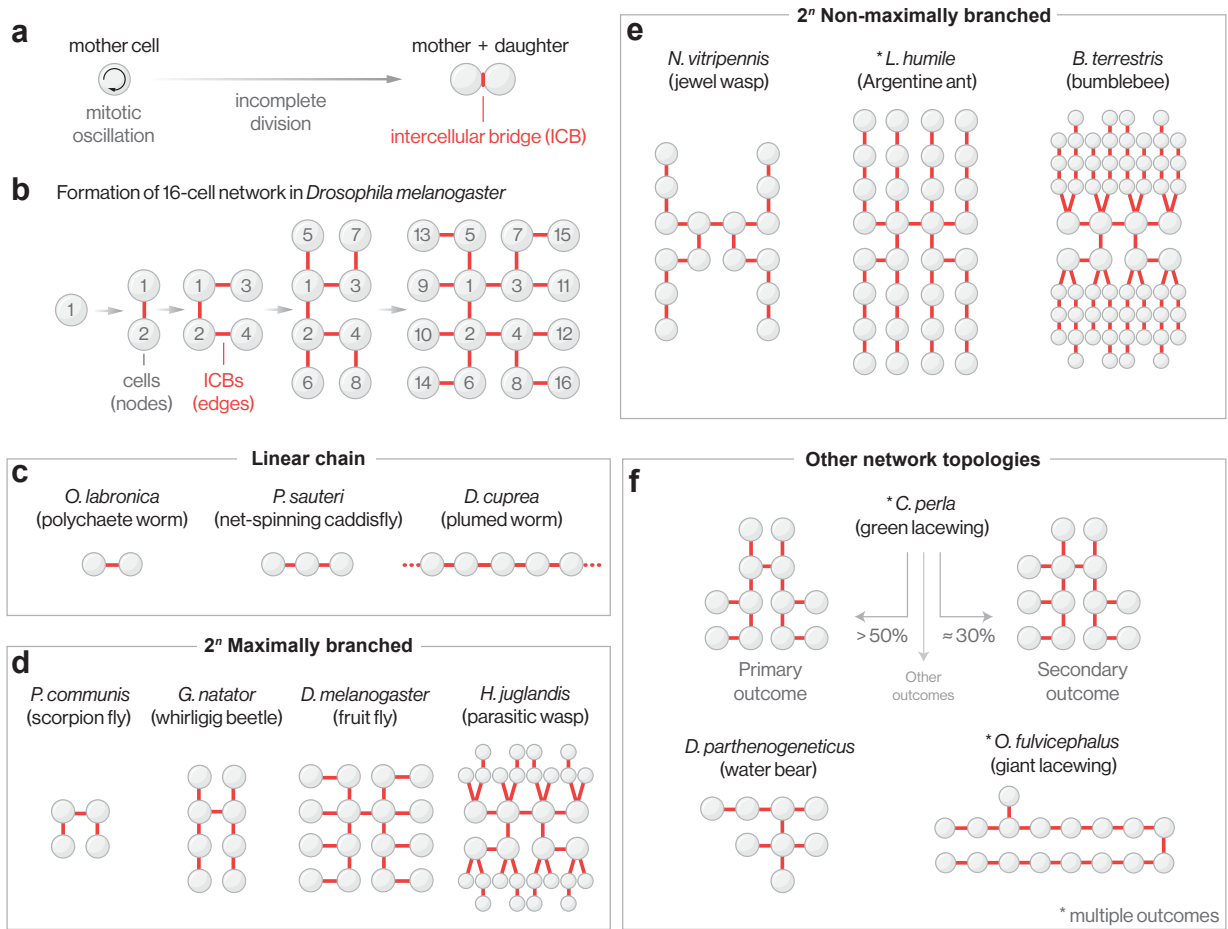 a
mother cell
mother + daughter
mitotic
oscillation
incomplete
division
intercellular bridge (ICB)
b
Formation of 16-cell network in Drosophila melanogaster
5 7 13 5 7 15
1 1 3 1 3 9 1 3 11
1
2 2 4 2 4 10 2 4 12
6 8 14 6 8 16
cells
(nodes)
ICBs
(edges)
c
Linear chain
O. labronica
(polychaete worm)
P. sauteri
(net-spinning caddisfly)
D. cuprea
(plumed worm)
d
2ⁿ Maximally branched
P. communis
(scorpion fly)
G. natator
(whirligig beetle)
D. melanogaster
(fruit fly)
H. juglandis
(parasitic wasp)
e
2ⁿ Non-maximally branched
N. vitripennis
(jewel wasp)
* L. humile
(Argentine ant)
B. terrestris
(bumblebee)
f
Other network topologies
* C. perla
(green lacewing)
> 50%
≈ 30%
Primary
outcome
Other
outcomes
Secondary
outcome
D. parthenogeneticus
(water bear)
* O. fulvicephalus
(giant lacewing)
* multiple outcomes